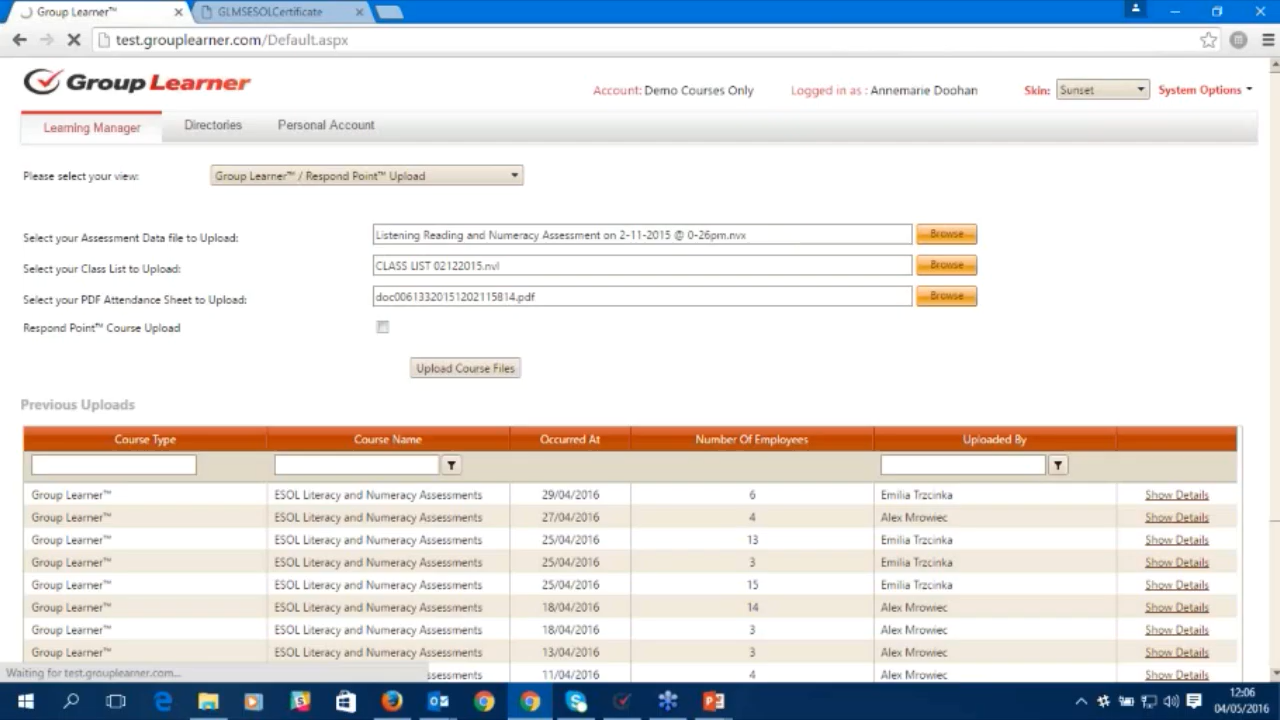 Group Learner™
GLMSESOLCertificate
test.grouplearner.com/Default.aspx
Group Learner
Account: Demo Courses Only
Logged in as : Annemarie Doohan
Skin: Sunset
System Options
Learning Manager
Directories
Personal Account
Please select your view:
Group Learner™ / Respond Point™ Upload
Select your Assessment Data file to Upload:
Listening Reading and Numeracy Assessment on 2-11-2015 @ 0-26pm.nvx
Browse
Select your Class List to Upload:
CLASS LIST 02122015.nvl
Browse
Select your PDF Attendance Sheet to Upload:
doc00613320151202115814.pdf
Browse
Respond Point™ Course Upload
Upload Course Files
Previous Uploads
Course Type Course Name Occurred At Number Of Employees Uploaded By
Group Learner™ ESOL Literacy and Numeracy Assessments 29/04/2016 6 Emilia Trzcinka Show Details
Group Learner™ ESOL Literacy and Numeracy Assessments 27/04/2016 4 Alex Mrowiec Show Details
Group Learner™ ESOL Literacy and Numeracy Assessments 25/04/2016 13 Emilia Trzcinka Show Details
Group Learner™ ESOL Literacy and Numeracy Assessments 25/04/2016 3 Emilia Trzcinka Show Details
Group Learner™ ESOL Literacy and Numeracy Assessments 25/04/2016 15 Emilia Trzcinka Show Details
Group Learner™ ESOL Literacy and Numeracy Assessments 18/04/2016 14 Alex Mrowiec Show Details
Group Learner™ ESOL Literacy and Numeracy Assessments 18/04/2016 3 Alex Mrowiec Show Details
Group Learner™ ESOL Literacy and Numeracy Assessments 13/04/2016 3 Alex Mrowiec Show Details
Waiting for test.grouplearner.com... ssessments 11/04/2016 4 Alex Mrowiec Show Details
12:06
04/05/2016